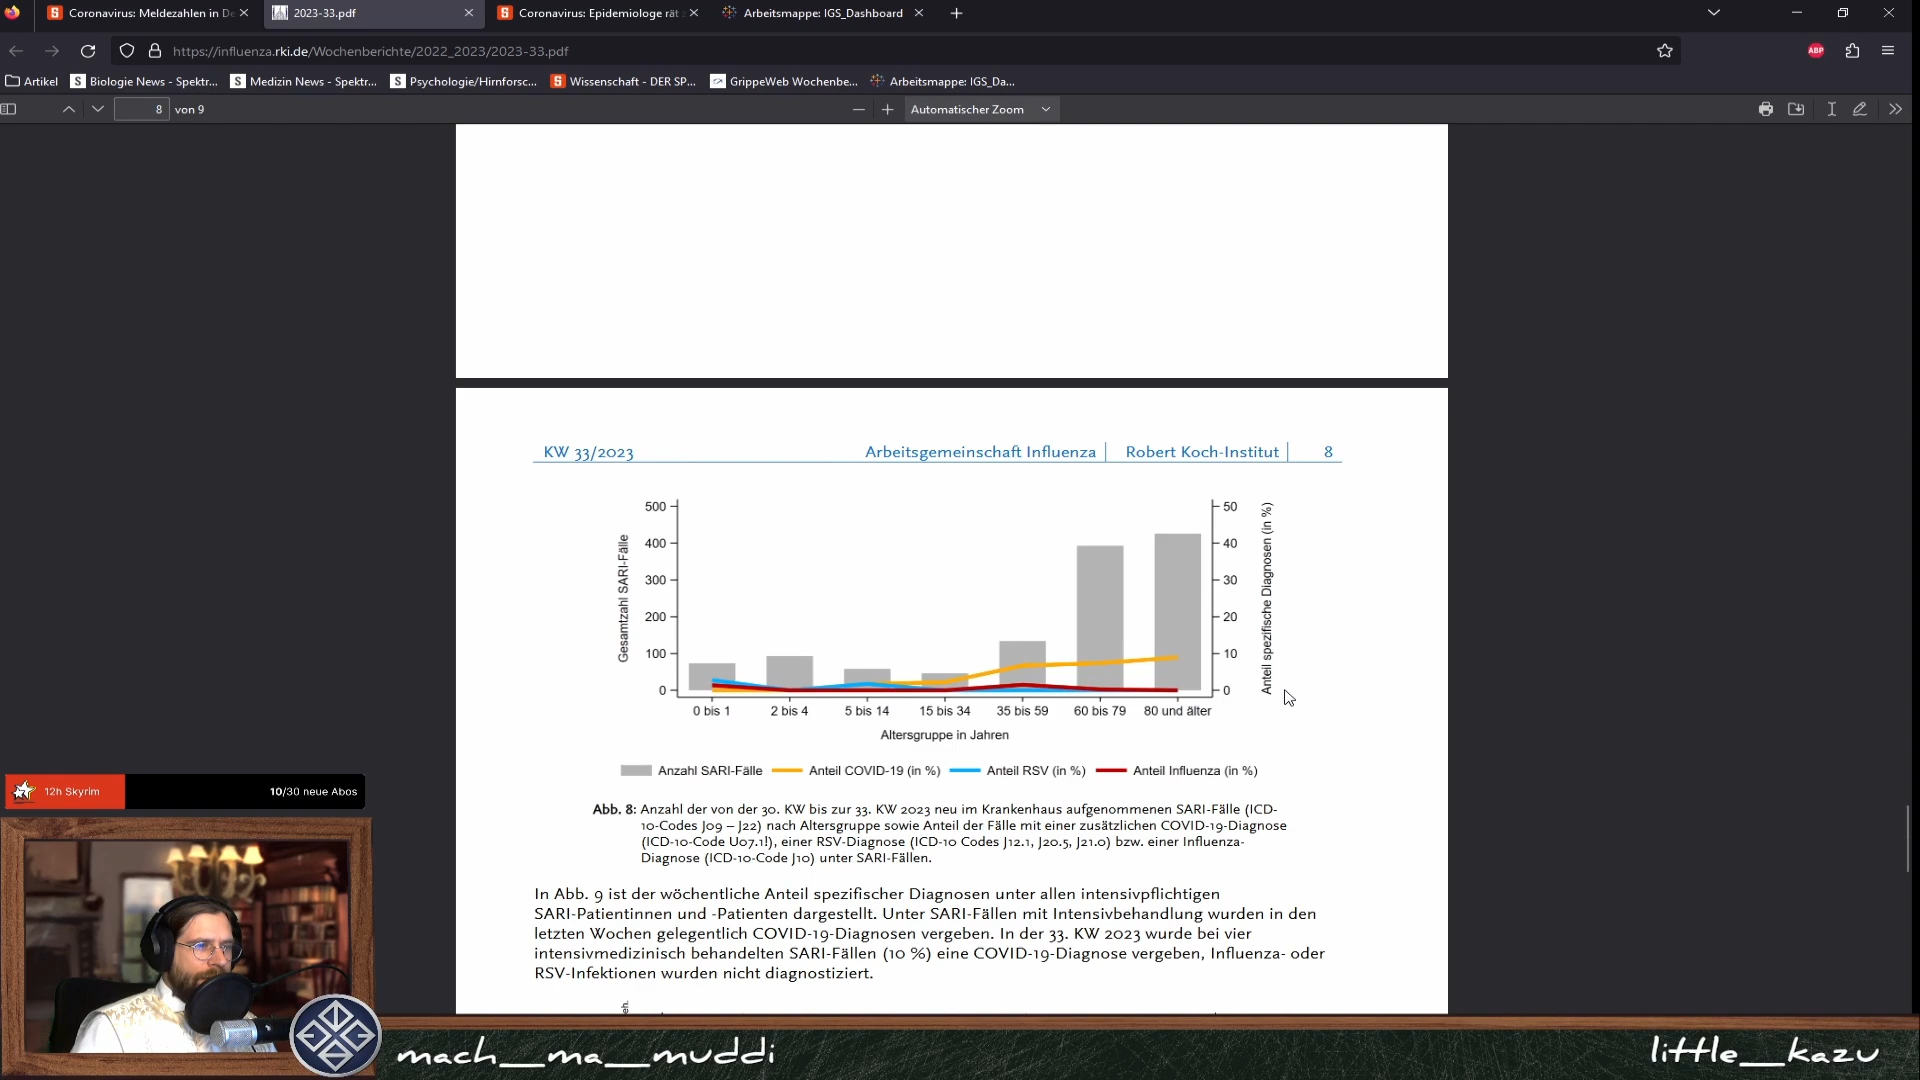 Coronavirus: Meldezahlen in De
2023-33.pdf
Coronavirus: Epidemiologe rät z
Arbeitsmappe: IGS_Dashboard
https://influenza.rki.de/Wochenberichte/2022_2023/2023-33.pdf
ABP
Artikel
Biologie News - Spektr...
Medizin News - Spektr...
Psychologie/Hirnforsc...
Wissenschaft - DER SP...
GrippeWeb Wochenbe...
Arbeitsmappe: IGS_Da...
8 von 9
Automatischer Zoom
KW 33/2023 Arbeitsgemeinschaft Influenza Robert Koch-Institut 8
Gesamtzahl SARI-Fälle
500
400
300
200
100
0
50
40
30
20
10
0
Anteil spezifische Diagnosen (in %)
0 bis 1 2 bis 4 5 bis 14 15 bis 34 35 bis 59 60 bis 79 80 und älter
Altersgruppe in Jahren
Anzahl SARI-Fälle Anteil COVID-19 (in %) Anteil RSV (in %) Anteil Influenza (in %)
Abb. 8: Anzahl der von der 30. KW bis zur 33. KW 2023 neu im Krankenhaus aufgenommenen SARI-Fälle (ICD-
10-Codes J09 – J22) nach Altersgruppe sowie Anteil der Fälle mit einer zusätzlichen COVID-19-Diagnose
(ICD-10-Code U07.1!), einer RSV-Diagnose (ICD-10 Codes J12.1, J20.5, J21.0) bzw. einer Influenza-
Diagnose (ICD-10-Code J10) unter SARI-Fällen.
In Abb. 9 ist der wöchentliche Anteil spezifischer Diagnosen unter allen intensivpflichtigen
SARI-Patientinnen und -Patienten dargestellt. Unter SARI-Fällen mit Intensivbehandlung wurden in den
letzten Wochen gelegentlich COVID-19-Diagnosen vergeben. In der 33. KW 2023 wurde bei vier
intensivmedizinisch behandelten SARI-Fällen (10 %) eine COVID-19-Diagnose vergeben, Influenza- oder
RSV-Infektionen wurden nicht diagnostiziert.
eh.
12h Skyrim 10/30 neue Abos
mach__ma__muddi
little__kazu